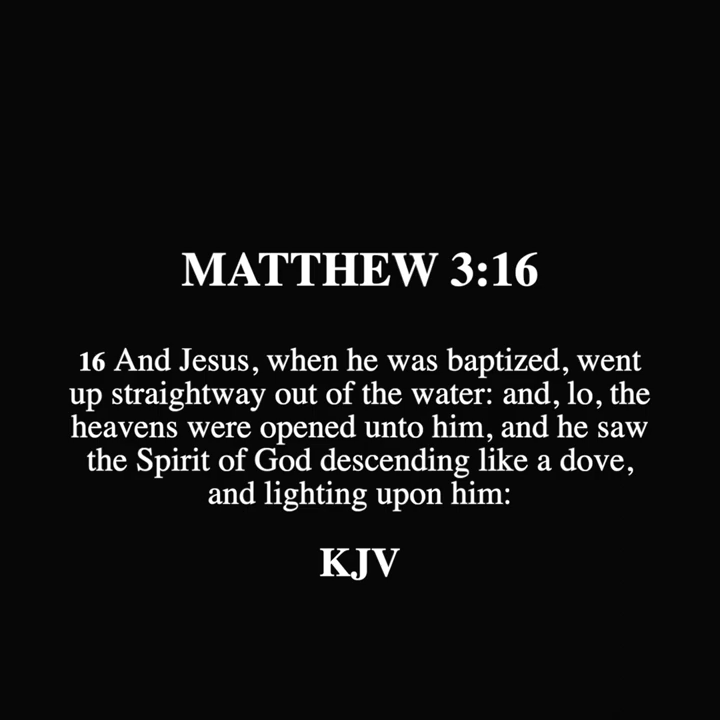 MATTHEW 3:16
16 And Jesus, when he was baptized, went
up straightway out of the water: and, lo, the
heavens were opened unto him, and he saw
the Spirit of God descending like a dove,
and lighting upon him:
KJV